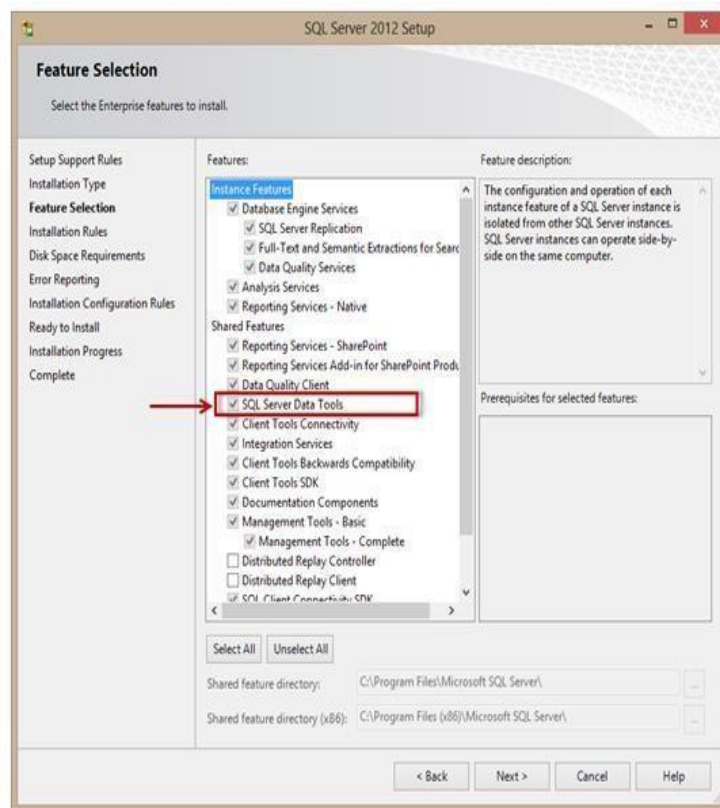 SQL Server 2012 Setup
Feature Selection
Select the Enterprise features to install.
Setup Support Rules
Installation Type
Feature Selection
Installation Rules
Disk Space Requirements
Error Reporting
Installation Configuration Rules
Ready to Install
Installation Progress
Complete
Features:
Instance Features
Database Engine Services
SQL Server Replication
Full-Text and Semantic Extractions for Searc
Data Quality Services
Analysis Services
Reporting Services - Native
Shared Features
Reporting Services - SharePoint
Reporting Services Add-in for SharePoint Produ
Data Quality Client
SQL Server Data Tools
Client Tools Connectivity
Integration Services
Client Tools Backwards Compatibility
Client Tools SDK
Documentation Components
Management Tools - Basic
Management Tools - Complete
Distributed Replay Controller
Distributed Replay Client
SQL Client Connectivity SDK
Feature description:
The configuration and operation of each
instance feature of a SQL Server instance is
isolated from other SQL Server instances.
SQL Server instances can operate side-by-
side on the same computer.
Prerequisites for selected features:
Select All
Unselect All
Shared feature directory:
C:\Program Files\Microsoft SQL Server\
...
Shared feature directory (x86):
C:\Program Files (x86)\Microsoft SQL Server\
...
< Back
Next >
Cancel
Help